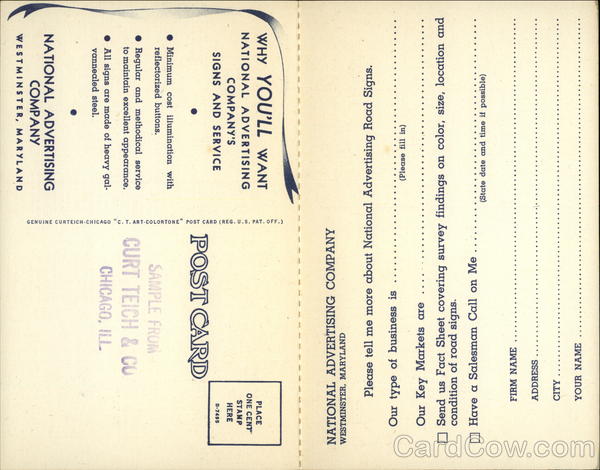 WHY YOU'LL WANT
NATIONAL ADVERTISING
COMPANY'S
SIGNS AND SERVICE
• Minimum cost illumination with
reflectorized buttons.
• Regular and methodical service
to maintain excellent appearance.
• All signs are made of heavy gal-
vannealed steel.
NATIONAL ADVERTISING
COMPANY
WESTMINSTER, MARYLAND
GENUINE CURTEICH-CHICAGO "C. T. ART-COLORTONE" POST CARD (REG. U. S. PAT. OFF.)
POST CARD
SAMPLE FROM
CURT TEICH & CO
CHICAGO, ILL.
PLACE
ONE CENT
STAMP
HERE
D-7485
NATIONAL ADVERTISING COMPANY
WESTMINSTER, MARYLAND
Please tell me more about National Advertising Road Signs.
Our type of business is
(Please fill in)
Our Key Markets are
□ Send us Fact Sheet covering survey findings on color, size, location and
condition of road signs.
□ Have a Salesman Call on Me
(State date and time if possible)
FIRM NAME
ADDRESS
CITY
YOUR NAME
CardCow.com